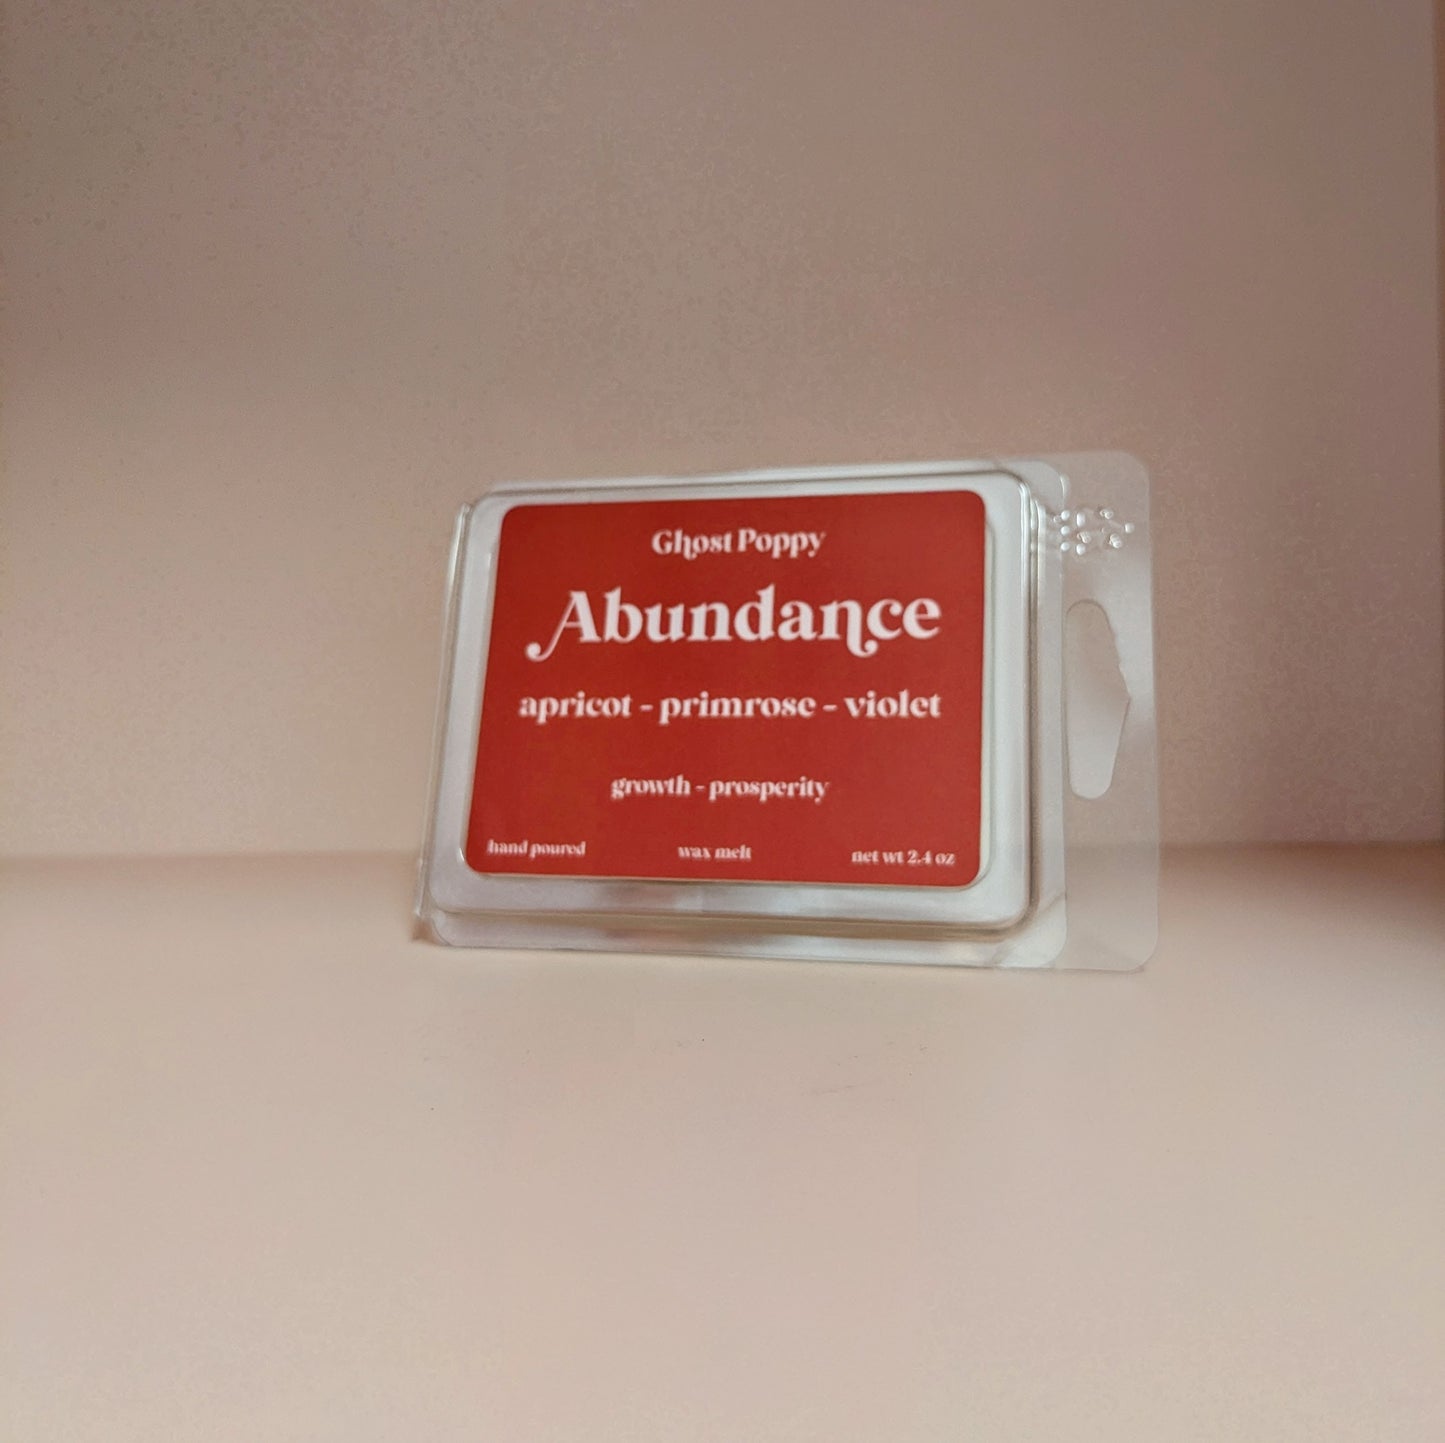 Ghost Poppy
Abundance
apricot - primrose - violet
growth - prosperity
hand poured wax melt net wt 2.4 oz